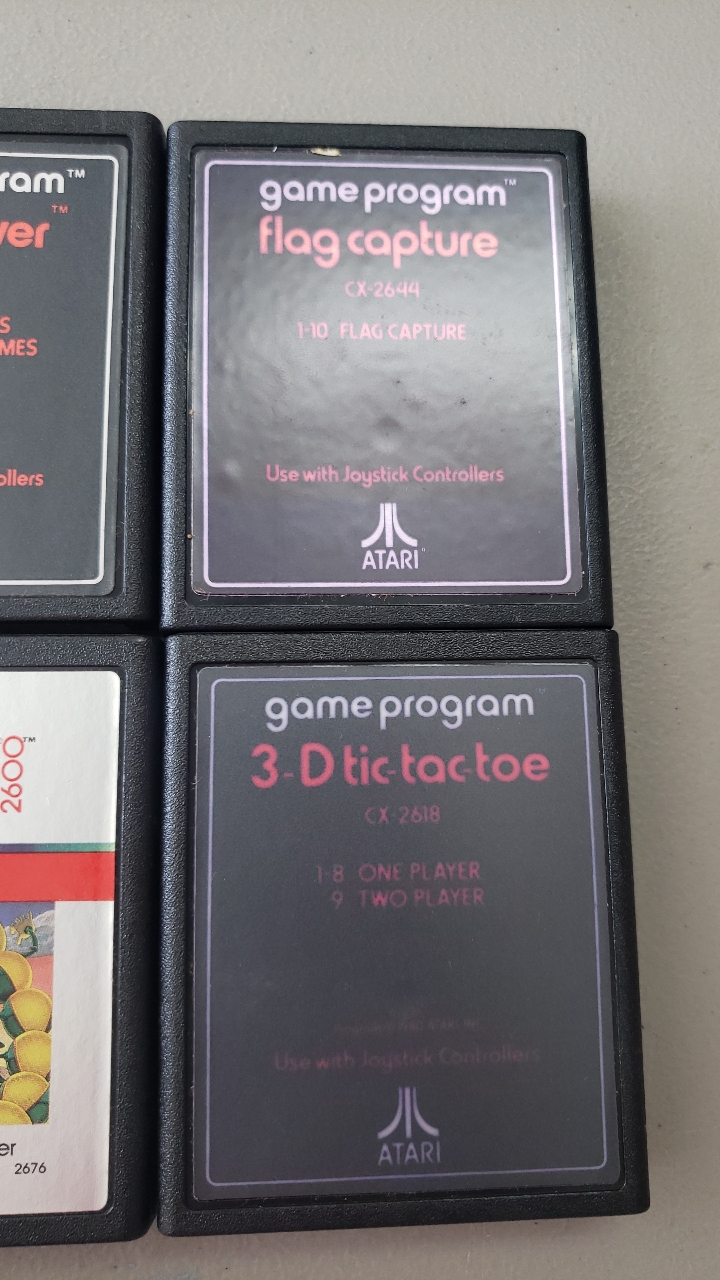 ram™
ver™
S
MES
ollers
game program™
flag capture
CX-2644
1-10 FLAG CAPTURE
Use with Joystick Controllers
ATARI®
2600™
er
2676
game program™
3-D tic-tac-toe
CX-2618
1-8 ONE PLAYER
9 TWO PLAYER
Use with Joystick Controllers
ATARI